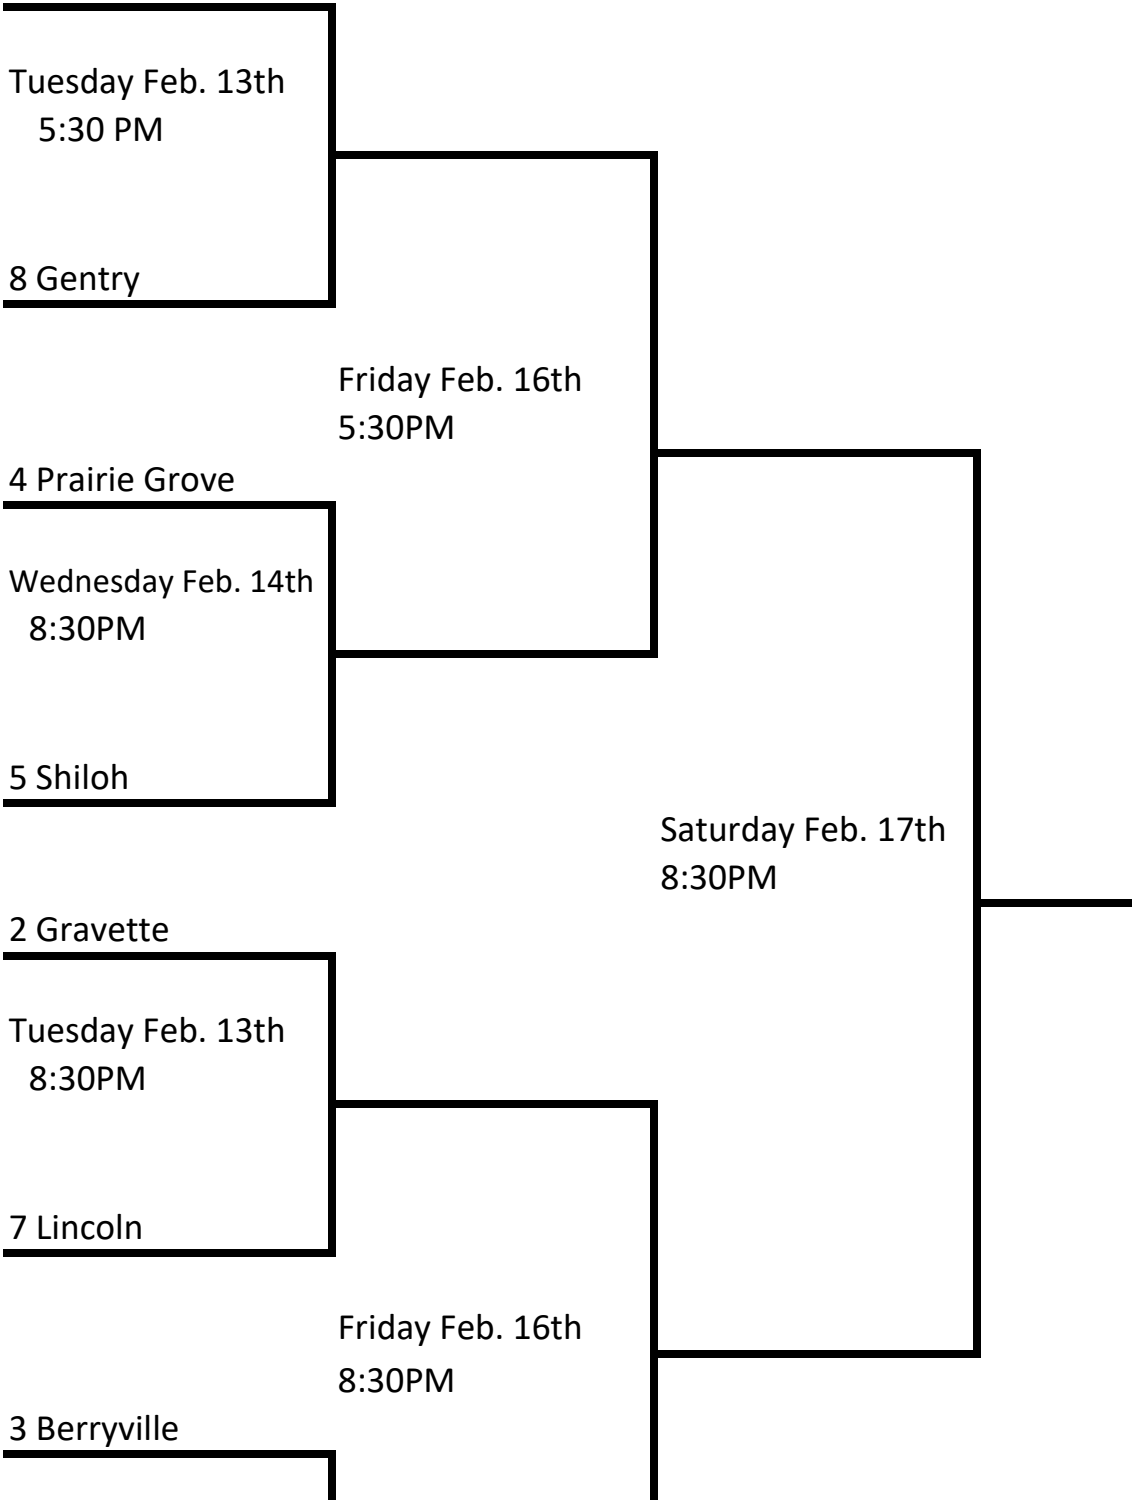 Tuesday Feb. 13th
5:30 PM
8 Gentry
Friday Feb. 16th
5:30PM
4 Prairie Grove
Wednesday Feb. 14th
8:30PM
5 Shiloh
Saturday Feb. 17th
8:30PM
2 Gravette
Tuesday Feb. 13th
8:30PM
7 Lincoln
Friday Feb. 16th
8:30PM
3 Berryville